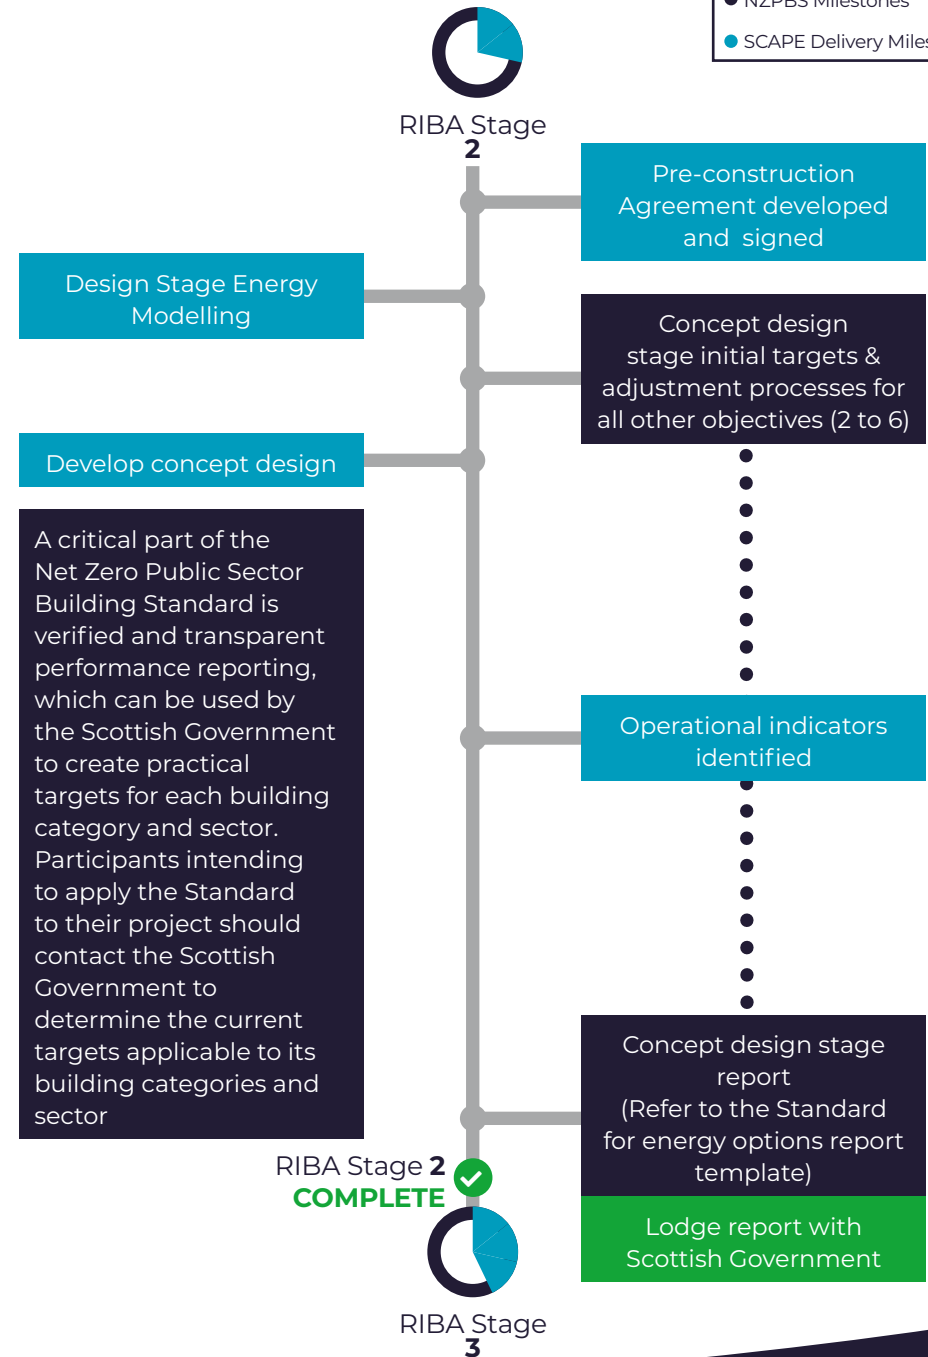 NZPBS Milestones
SCAPE Delivery
RIBA Stage
2
Pre-construction
Agreement developed
and signed
Design Stage Energy
Modelling
Concept design
stage initial targets &
adjustment processes for
all other objectives (2 to 6)
Develop concept design
A critical part of the
Net Zero Public Sector
Building Standard is
verified and transparent
performance reporting,
which can be used by
the Scottish Government
to create practical
targets for each building
category and sector.
Participants intending
to apply the Standard
to their project should
contact the Scottish
Government to
determine the current
targets applicable to its
building categories and
sector
Operational indicators
identified
Concept design stage
report
(Refer to the Standard
for energy options report
template)
Lodge report with
Scottish Government
RIBA Stage 2
COMPLETE
RIBA Stage
3